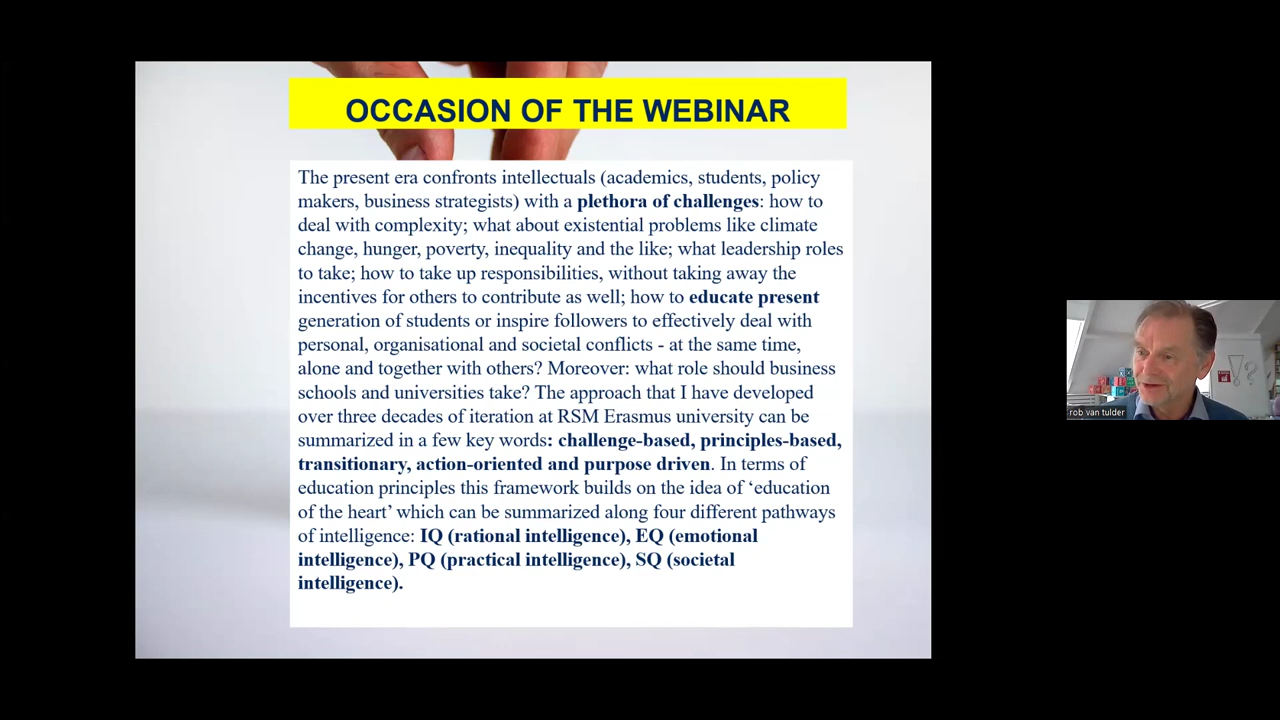 OCCASION OF THE WEBINAR
The present era confronts intellectuals (academics, students, policy
makers, business strategists) with a plethora of challenges: how to
deal with complexity; what about existential problems like climate
change, hunger, poverty, inequality and the like; what leadership roles
to take; how to take up responsibilities, without taking away the
incentives for others to contribute as well; how to educate present
generation of students or inspire followers to effectively deal with
personal, organisational and societal conflicts - at the same time,
alone and together with others? Moreover: what role should business
schools and universities take? The approach that I have developed
over three decades of iteration at RSM Erasmus university can be
summarized in a few key words: challenge-based, principles-based,
transitionary, action-oriented and purpose driven. In terms of
education principles this framework builds on the idea of ‘education
of the heart’ which can be summarized along four different pathways
of intelligence: IQ (rational intelligence), EQ (emotional
intelligence), PQ (practical intelligence), SQ (societal
intelligence).
rob van tulder